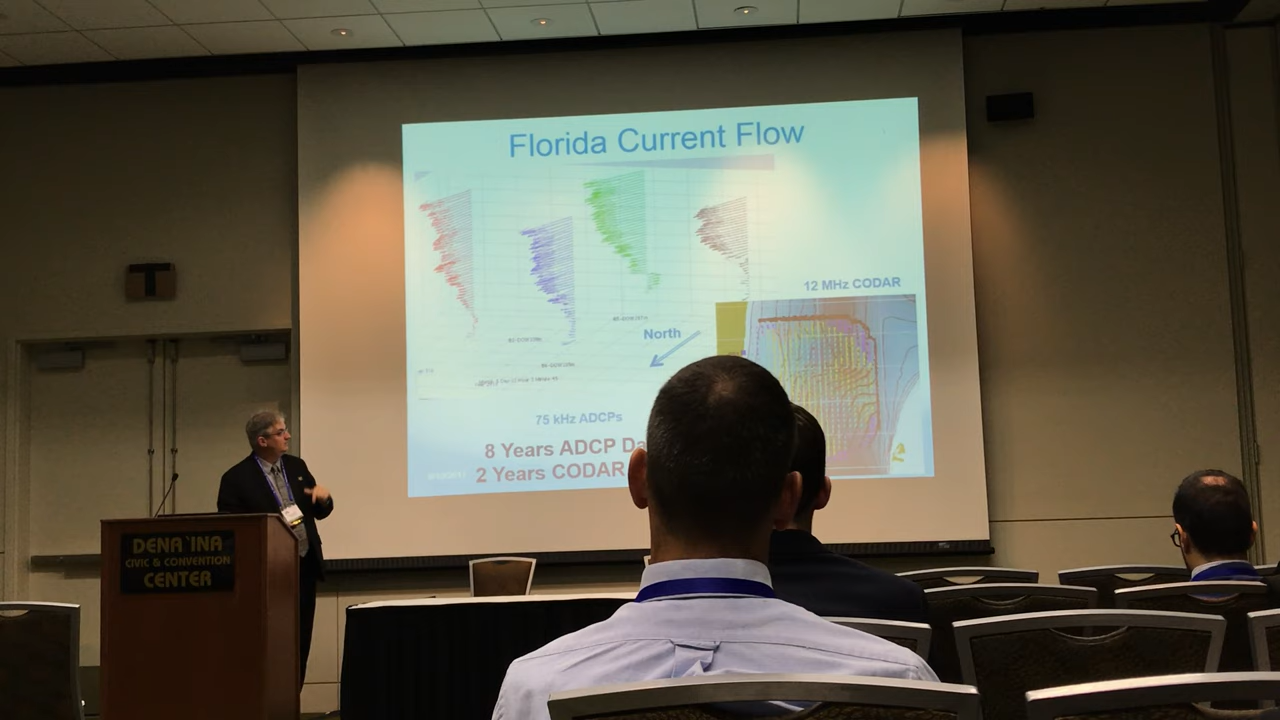 Florida Current Flow
12 MHz CODAR
North
75 kHz ADCPs
8 Years ADCP
2 Years CODAR
T
DENA'INA
CIVIC & CONVENTION
CENTER